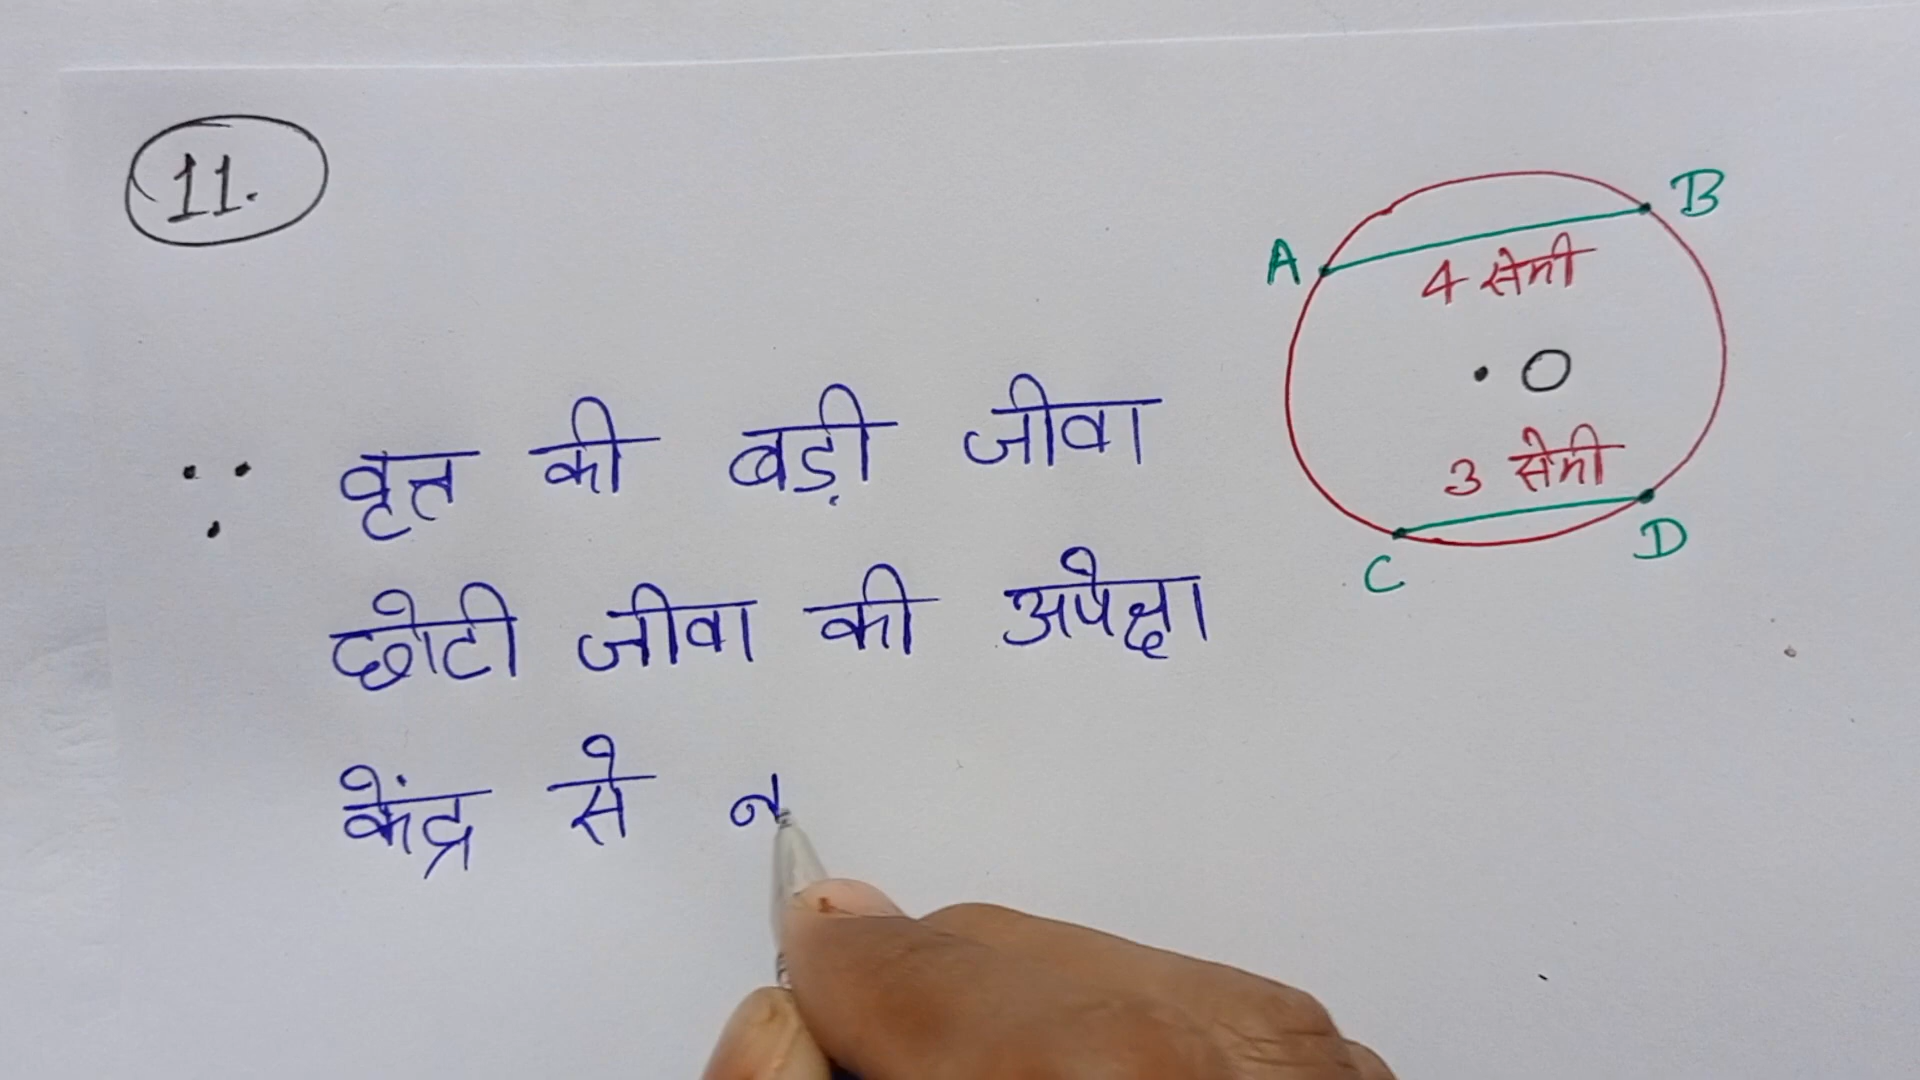 11.
B
A
4 सेमी
• O
3 सेमी
D
C
∵ वृत्त की बड़ी जीवा
छोटी जीवा की अपेक्षा
केंद्र से न